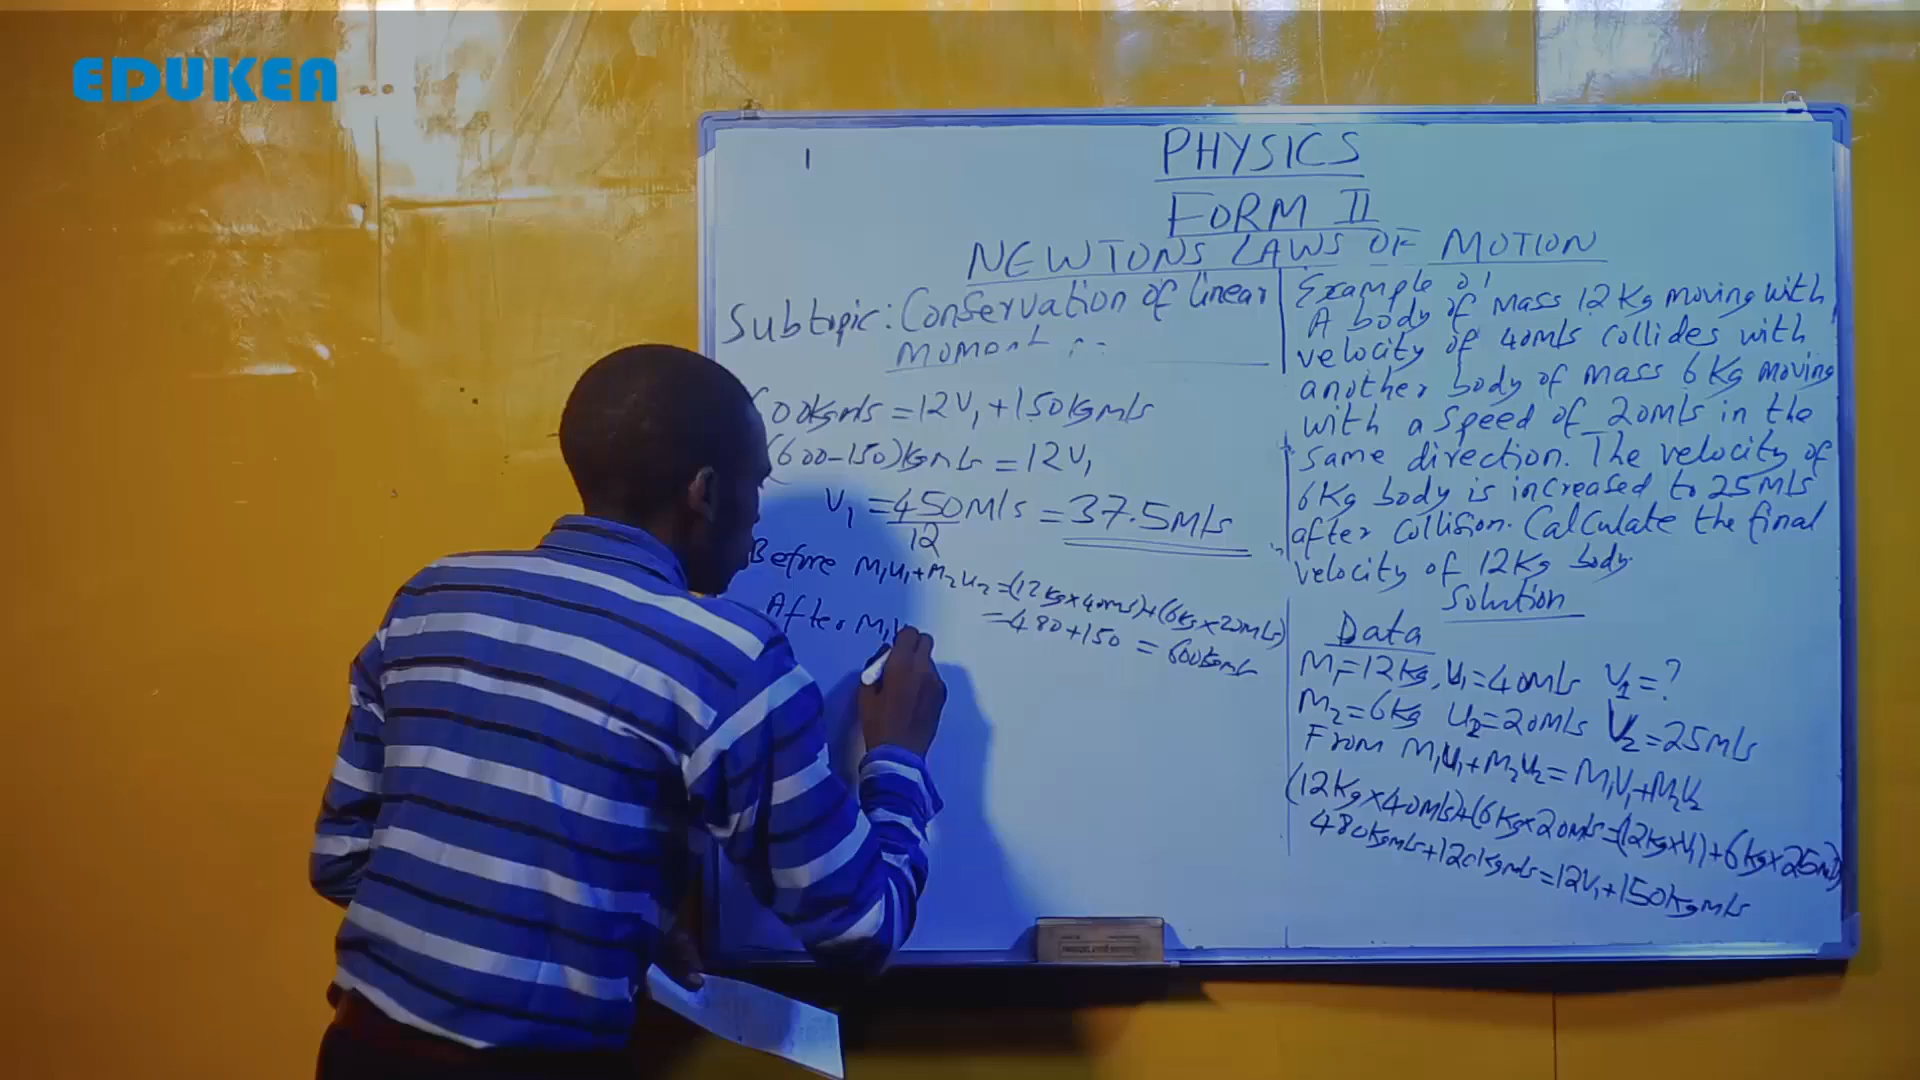 EDUKEA
1
PHYSICS
FORM II
NEWTONS LAWS OF MOTION
Subtopic: Conservation of linear
00kgm/s = 12V₁ + 150kgm/s
(600-150)kgm/s = 12V₁
V₁ = 450m/s = 37.5m/s
12
Before M₁U₁+M₂U₂ = (12kg×40m/s)+(6kg×20m/s)
= 480+150 = 600kgm/s
After M₁
Example 01
A body of mass 12Kg moving with
velocity of 40m/s collides with
another body of mass 6Kg moving
with a speed of 20m/s in the
same direction. The velocity of
6Kg body is increased to 25m/s
after collision. Calculate the final
velocity of 12Kg body.
Solution
Data
M₁=12kg, U₁=40m/s V₁=?
M₂=6kg U₂=20m/s V₂=25m/s
From M₁U₁+M₂U₂=M₁V₁+M₂V₂
(12Kg×40m/s)+(6Kg×20m/s=(12kg×V₁)+6kg×25m/s
480kgm/s+120kgm/s=12V₁+150kgm/s